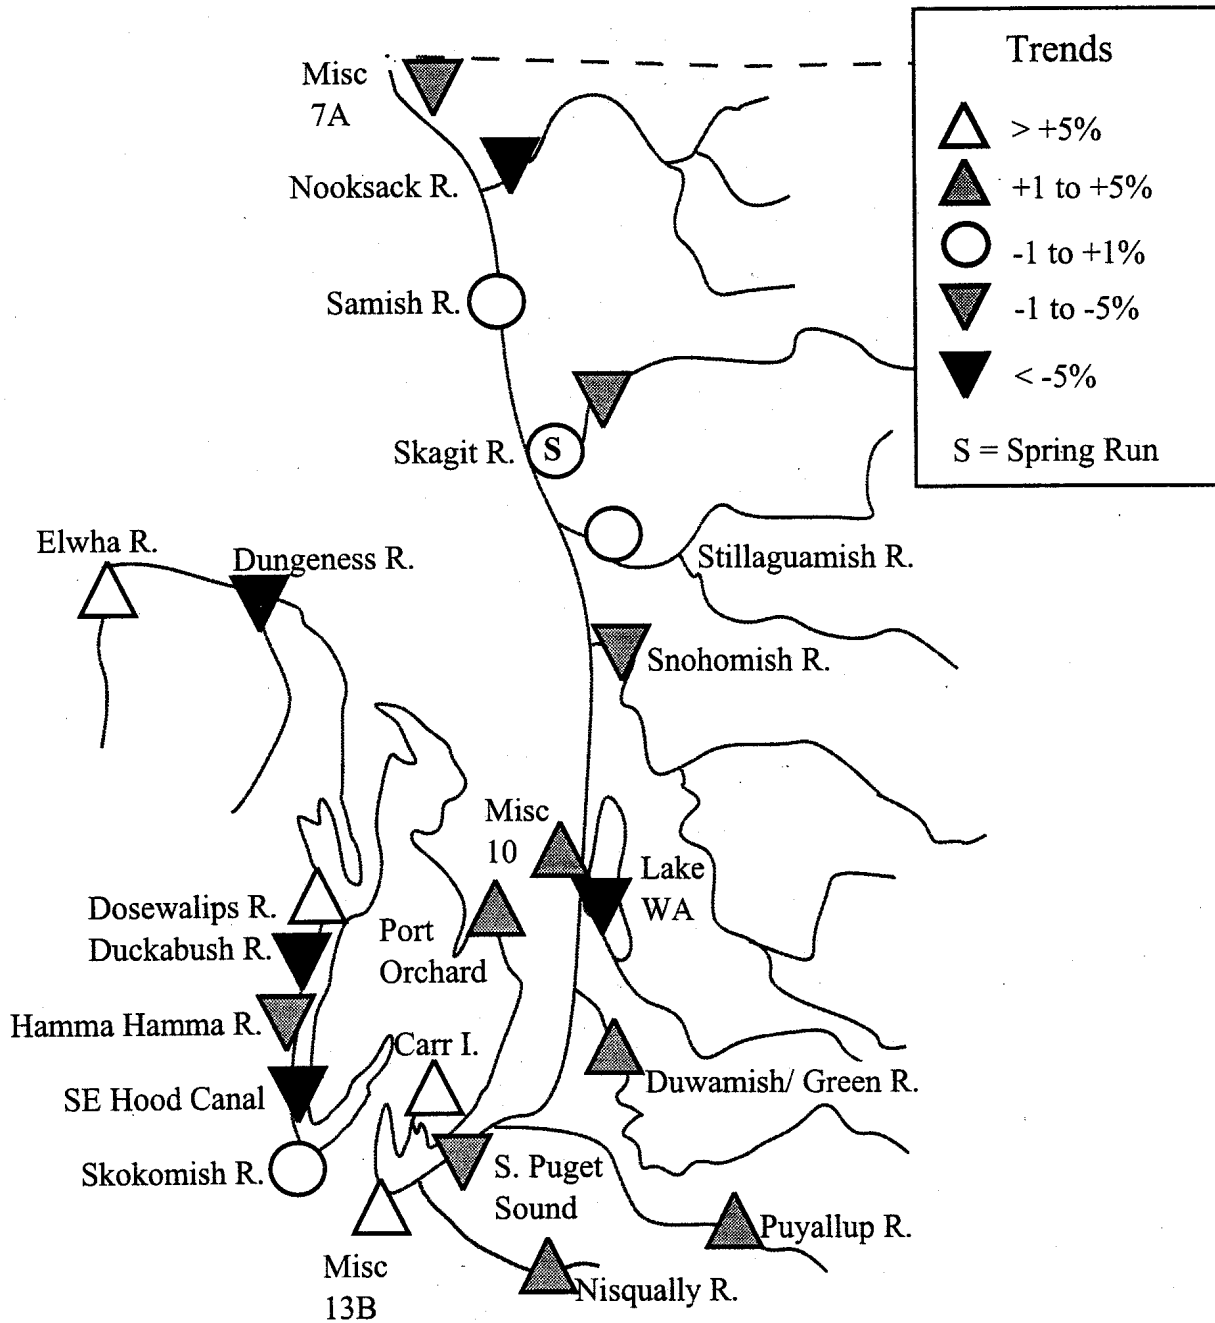 Trends
> +5%
+1 to +5%
-1 to +1%
-1 to -5%
< -5%
S = Spring Run
Misc
7A
Nooksack R.
Samish R.
Skagit R.
S
Stillaguamish R.
Elwha R.
Dungeness R.
Snohomish R.
Misc
10
Lake
WA
Dosewalips R.
Duckabush R.
Port
Orchard
Hamma Hamma R.
Carr I.
SE Hood Canal
Duwamish/ Green R.
Skokomish R.
S. Puget
Sound
Puyallup R.
Misc
13B
Nisqually R.